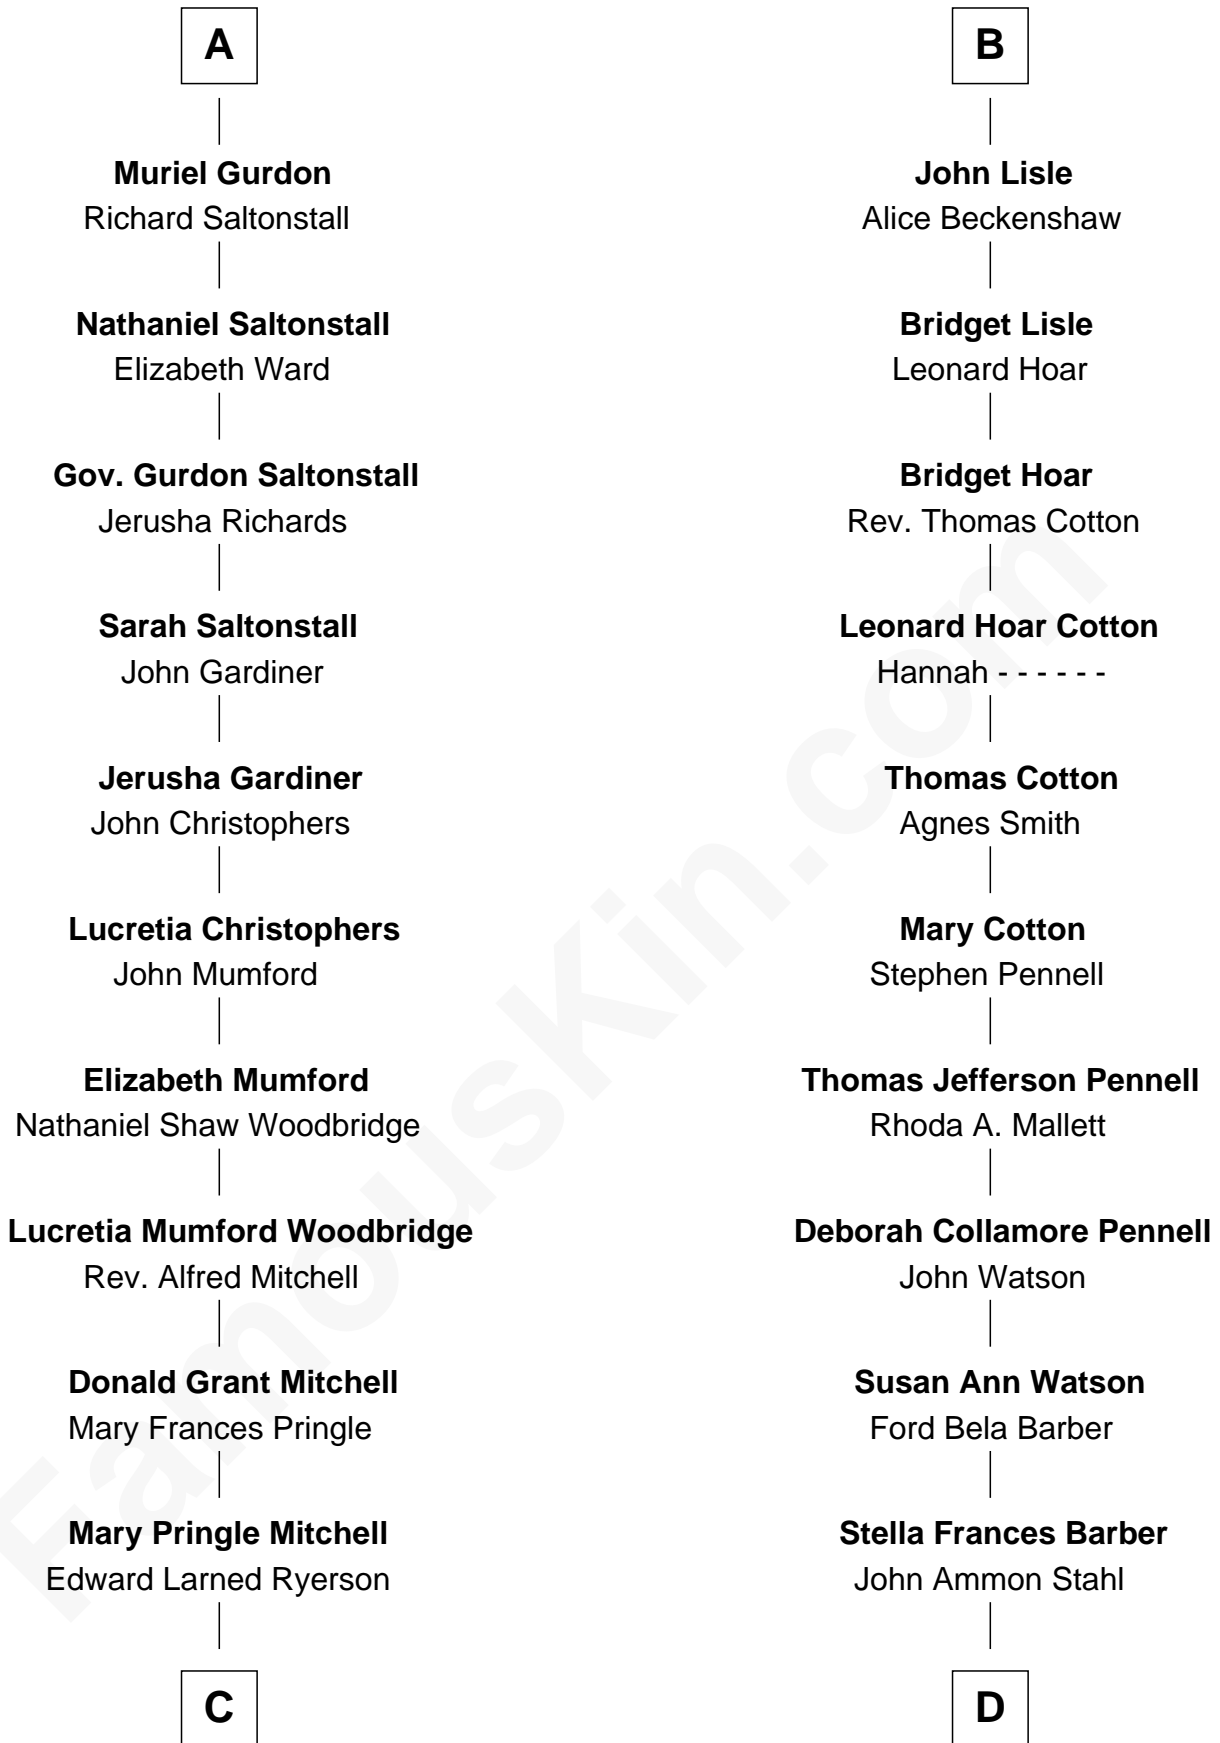 A
Muriel Gurdon
Richard Saltonstall
Nathaniel Saltonstall
Elizabeth Ward
Gov. Gurdon Saltonstall
Jerusha Richards
Sarah Saltonstall
John Gardiner
Jerusha Gardiner
John Christophers
Lucretia Christophers
John Mumford
Elizabeth Mumford
Nathaniel Shaw Woodbridge
Lucretia Mumford Woodbridge
Rev. Alfred Mitchell
Donald Grant Mitchell
Mary Frances Pringle
Mary Pringle Mitchell
Edward Larned Ryerson
C
B
John Lisle
Alice Beckenshaw
Bridget Lisle
Leonard Hoar
Bridget Hoar
Rev. Thomas Cotton
Leonard Hoar Cotton
Hannah - - - - - -
Thomas Cotton
Agnes Smith
Mary Cotton
Stephen Pennell
Thomas Jefferson Pennell
Rhoda A. Mallett
Deborah Collamore Pennell
John Watson
Susan Ann Watson
Ford Bela Barber
Stella Frances Barber
John Ammon Stahl
D
FamousKin.com